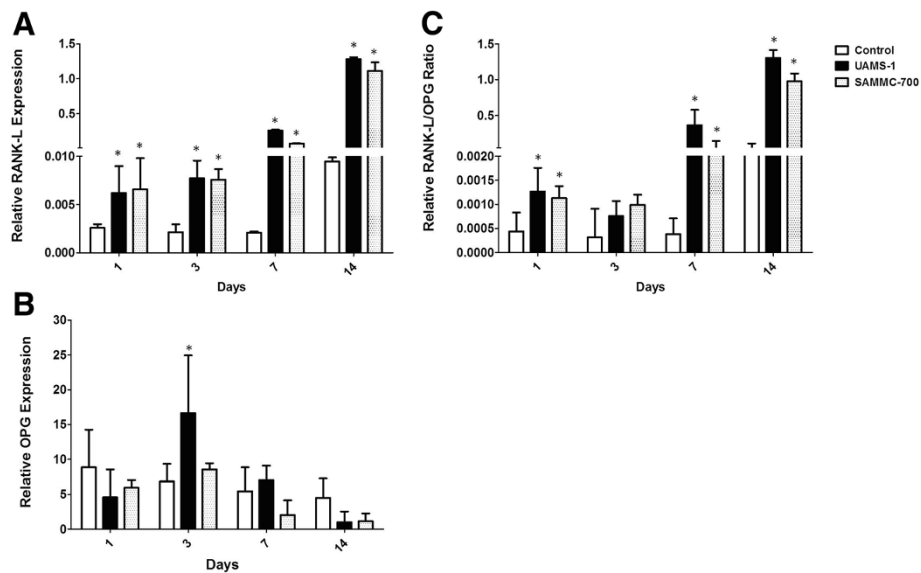 A
Relative RANK-L Expression
1.5
1.0
0.5
0.010
0.005
0.000
* * * * * * * *
1 3 7 14
Days
C
Relative RANK-L/OPG Ratio
1.5
1.0
0.5
0.0020
0.0015
0.0010
0.0005
0.0000
* * * * * *
1 3 7 14
Days
Control
UAMS-1
SAMMC-700
B
Relative OPG Expression
30
25
20
15
10
5
0
*
1 3 7 14
Days